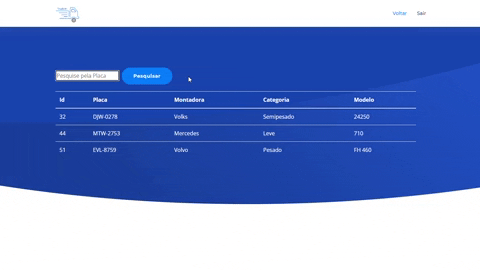 Voltar Sair
Pesquise pela Placa Pesquisar
Id Placa Montadora Categoria Modelo
32 DJW-0278 Volks Semipesado 24250
44 MTW-2753 Mercedes Leve 710
51 EVL-8759 Volvo Pesado FH 460